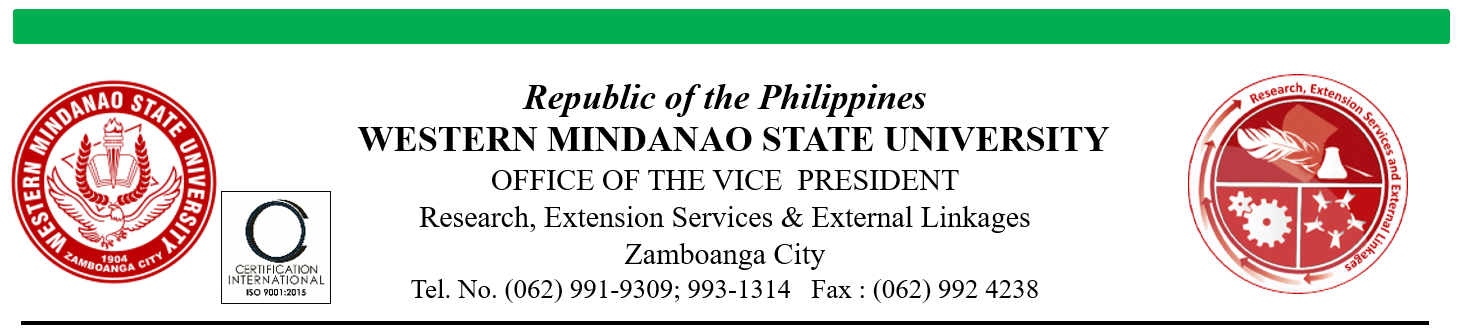 WESTERN MINDANAO STATE UNIVERSITY
1904
ZAMBOANGA CITY
CERTIFICATION
INTERNATIONAL
ISO 9001:2015
Republic of the Philippines
WESTERN MINDANAO STATE UNIVERSITY
OFFICE OF THE VICE  PRESIDENT
Research, Extension Services & External Linkages
Zamboanga City
Tel. No. (062) 991-9309; 993-1314   Fax : (062) 992 4238
Research, Extension Services and External Linkages